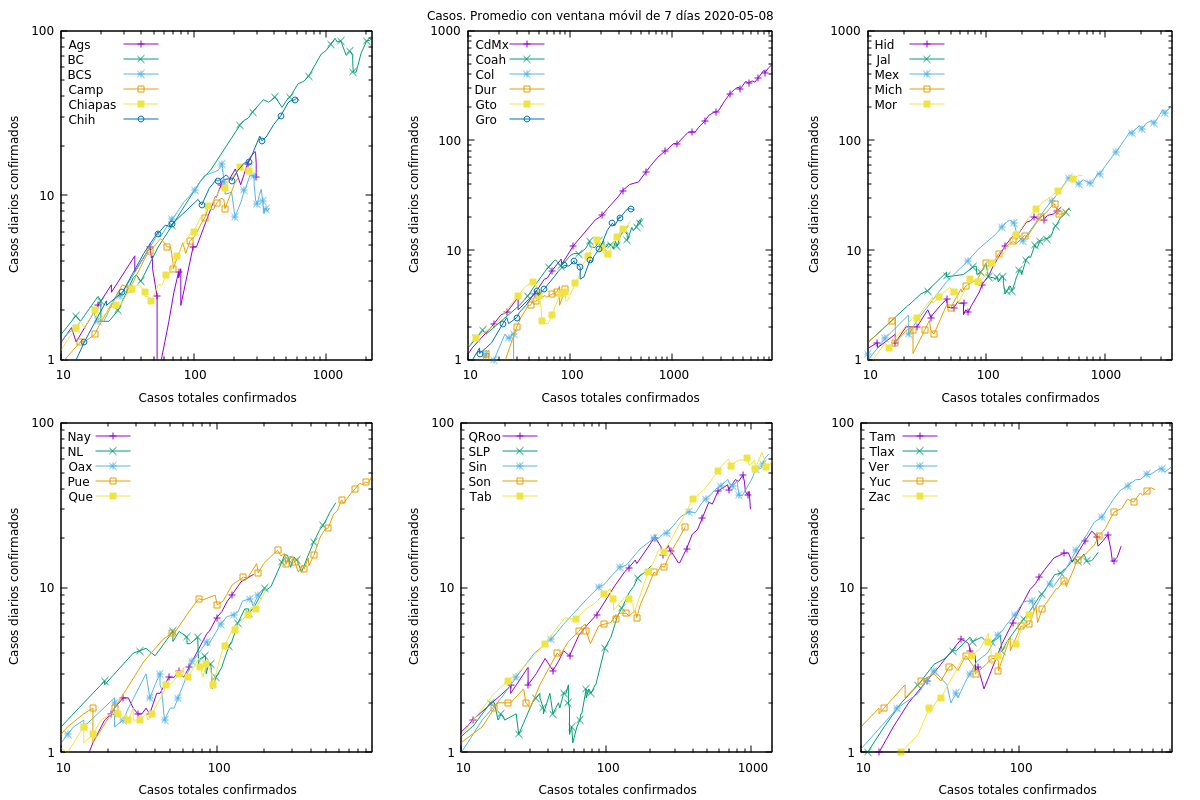 Casos. Promedio con ventana móvil de 7 días 2020-05-08
Casos diarios confirmados
100
10
1
Ags
BC
BCS
Camp
Chiapas
Chih
10 100 1000
Casos totales confirmados
Casos diarios confirmados
1000
100
10
1
CdMx
Coah
Col
Dur
Gto
Gro
10 100 1000
Casos totales confirmados
Casos diarios confirmados
1000
100
10
1
Hid
Jal
Mex
Mich
Mor
10 100 1000
Casos totales confirmados
Casos diarios confirmados
100
10
1
Nay
NL
Oax
Pue
Que
10 100
Casos totales confirmados
Casos diarios confirmados
100
10
1
QRoo
SLP
Sin
Son
Tab
10 100 1000
Casos totales confirmados
Casos diarios confirmados
100
10
1
Tam
Tlax
Ver
Yuc
Zac
10 100
Casos totales confirmados